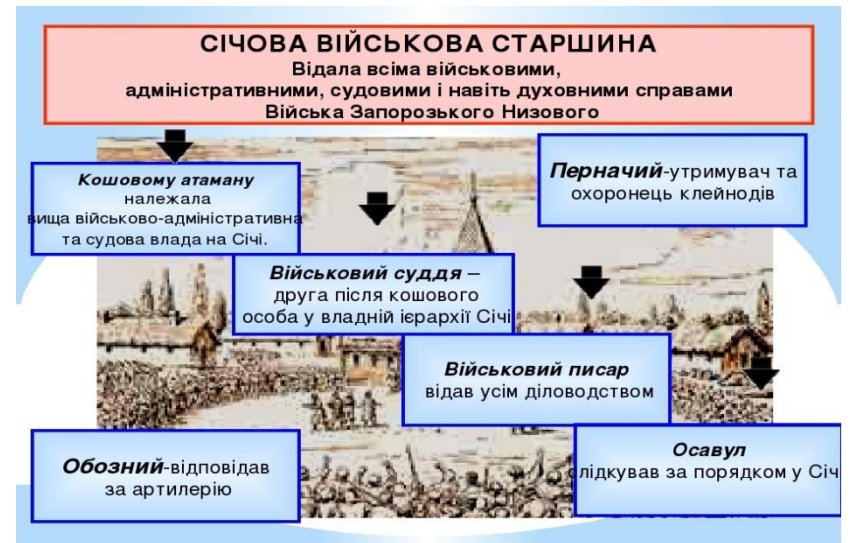 СІЧОВА ВІЙСЬКОВА СТАРШИНА
Відала всіма військовими,
адміністративними, судовими і навіть духовними справами
Війська Запорозького Низового
Кошовому атаману
належала
вища військово-адміністративна
та судова влада на Січі.
Перначий-утримувач та
охоронець клейнодів
Військовий суддя –
друга після кошового
особа у владній ієрархії Січі
Військовий писар
відав усім діловодством
Обозний-відповідав
за артилерію
Осавул
слідкував за порядком у Січ